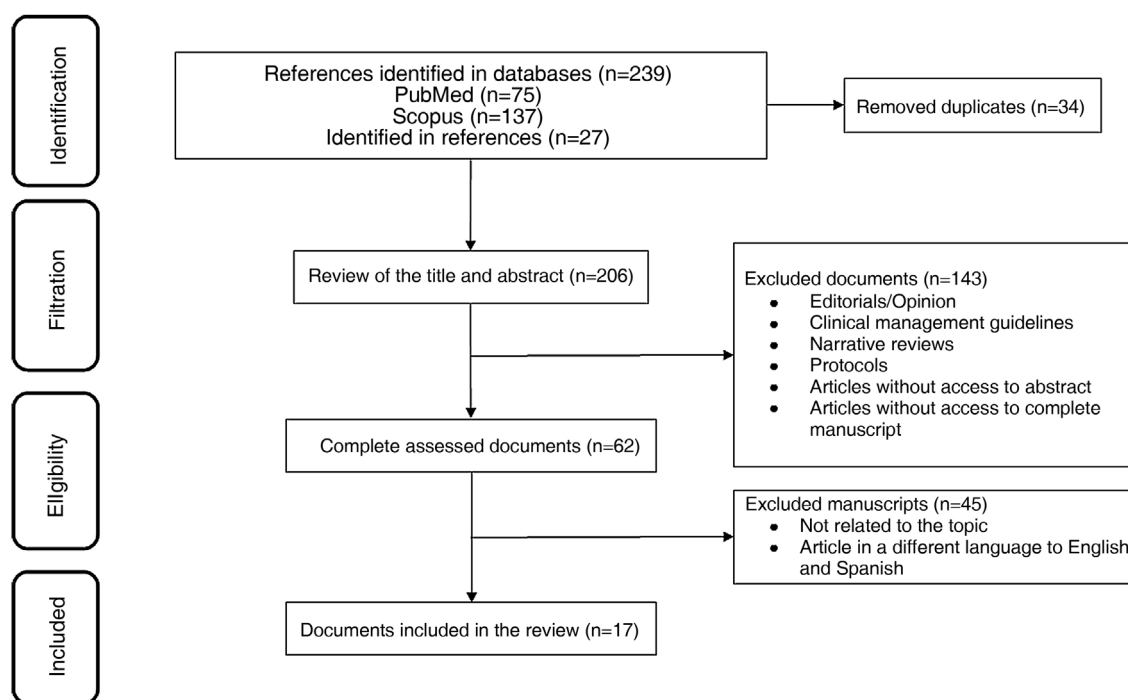 Identification
References identified in databases (n=239)
PubMed (n=75)
Scopus (n=137)
Identified in references (n=27)
Removed duplicates (n=34)
Filtration
Review of the title and abstract (n=206)
Excluded documents (n=143)
● Editorials/Opinion
● Clinical management guidelines
● Narrative reviews
● Protocols
● Articles without access to abstract
● Articles without access to complete
manuscript
ElIgibility
Complete assessed documents (n=62)
Excluded manuscripts (n=45)
● Not related to the topic
● Article in a different language to English
and Spanish
Included
Documents included in the review (n=17)